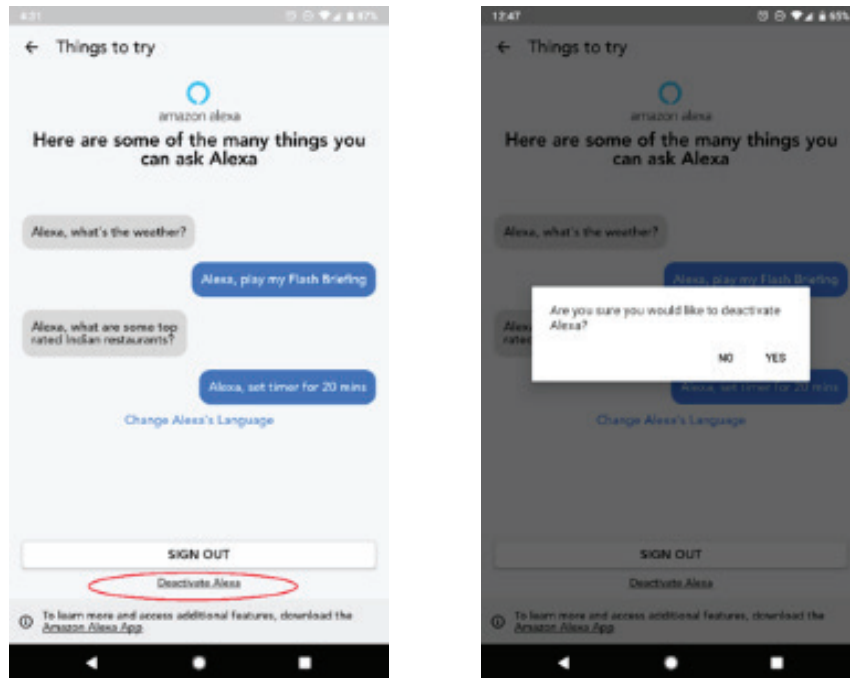 4:31
67%
Things to try
amazon alexa
Here are some of the many things you
can ask Alexa
Alexa, what's the weather?
Alexa, play my Flash Briefing
Alexa, what are some top
rated Indian restaurants?
Alexa, set timer for 20 mins
Change Alexa's Language
SIGN OUT
Deactivate Alexa
To learn more and access additional features, download the
Amazon Alexa App
12:47
65%
Things to try
amazon alexa
Here are some of the many things you
can ask Alexa
Alexa, what's the weather?
Alexa, play my Flash Briefing
Are you sure you would like to deactivate
Alexa?
NO YES
Alexa, set timer for 20 mins
Change Alexa's Language
SIGN OUT
Deactivate Alexa
To learn more and access additional features, download the
Amazon Alexa App